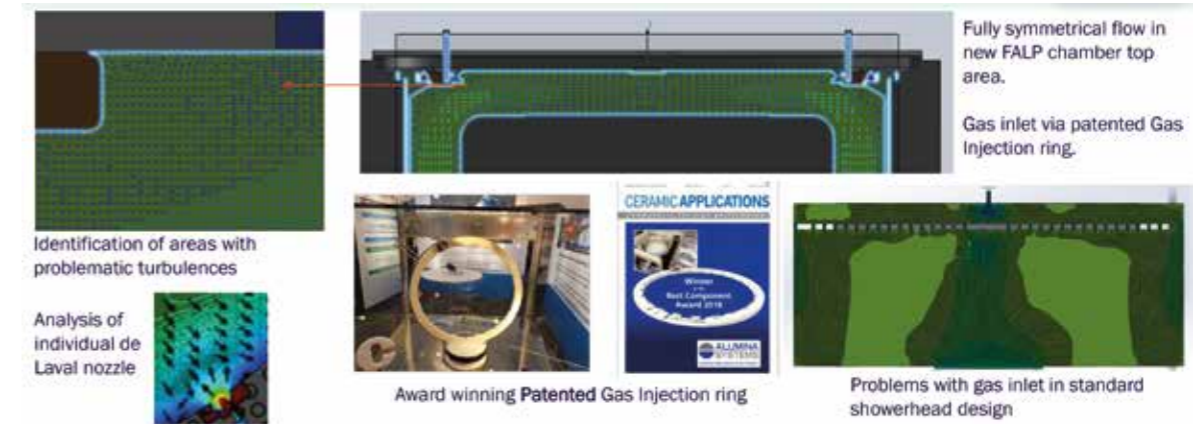 Fully symmetrical flow in
new FALP chamber top
area.
Gas inlet via patented Gas
Injection ring.
Identification of areas with
problematic turbulences
Analysis of
individual de
Laval nozzle
CERAMIC APPLICATIONS
Winner
Best Component
Award 2018
ALUMINA
SYSTEMS
Award winning Patented Gas Injection ring
Problems with gas inlet in standard
showerhead design